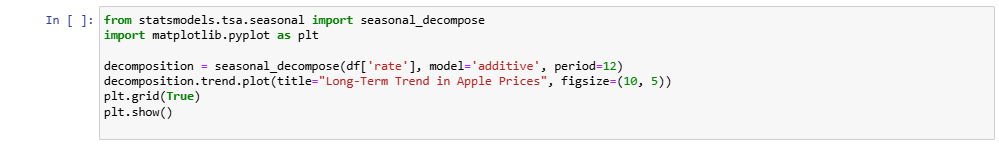 In [ ]: from statsmodels.tsa.seasonal import seasonal_decompose
import matplotlib.pyplot as plt
decomposition = seasonal_decompose(df['rate'], model='additive', period=12)
decomposition.trend.plot(title="Long-Term Trend in Apple Prices", figsize=(10, 5))
plt.grid(True)
plt.show()